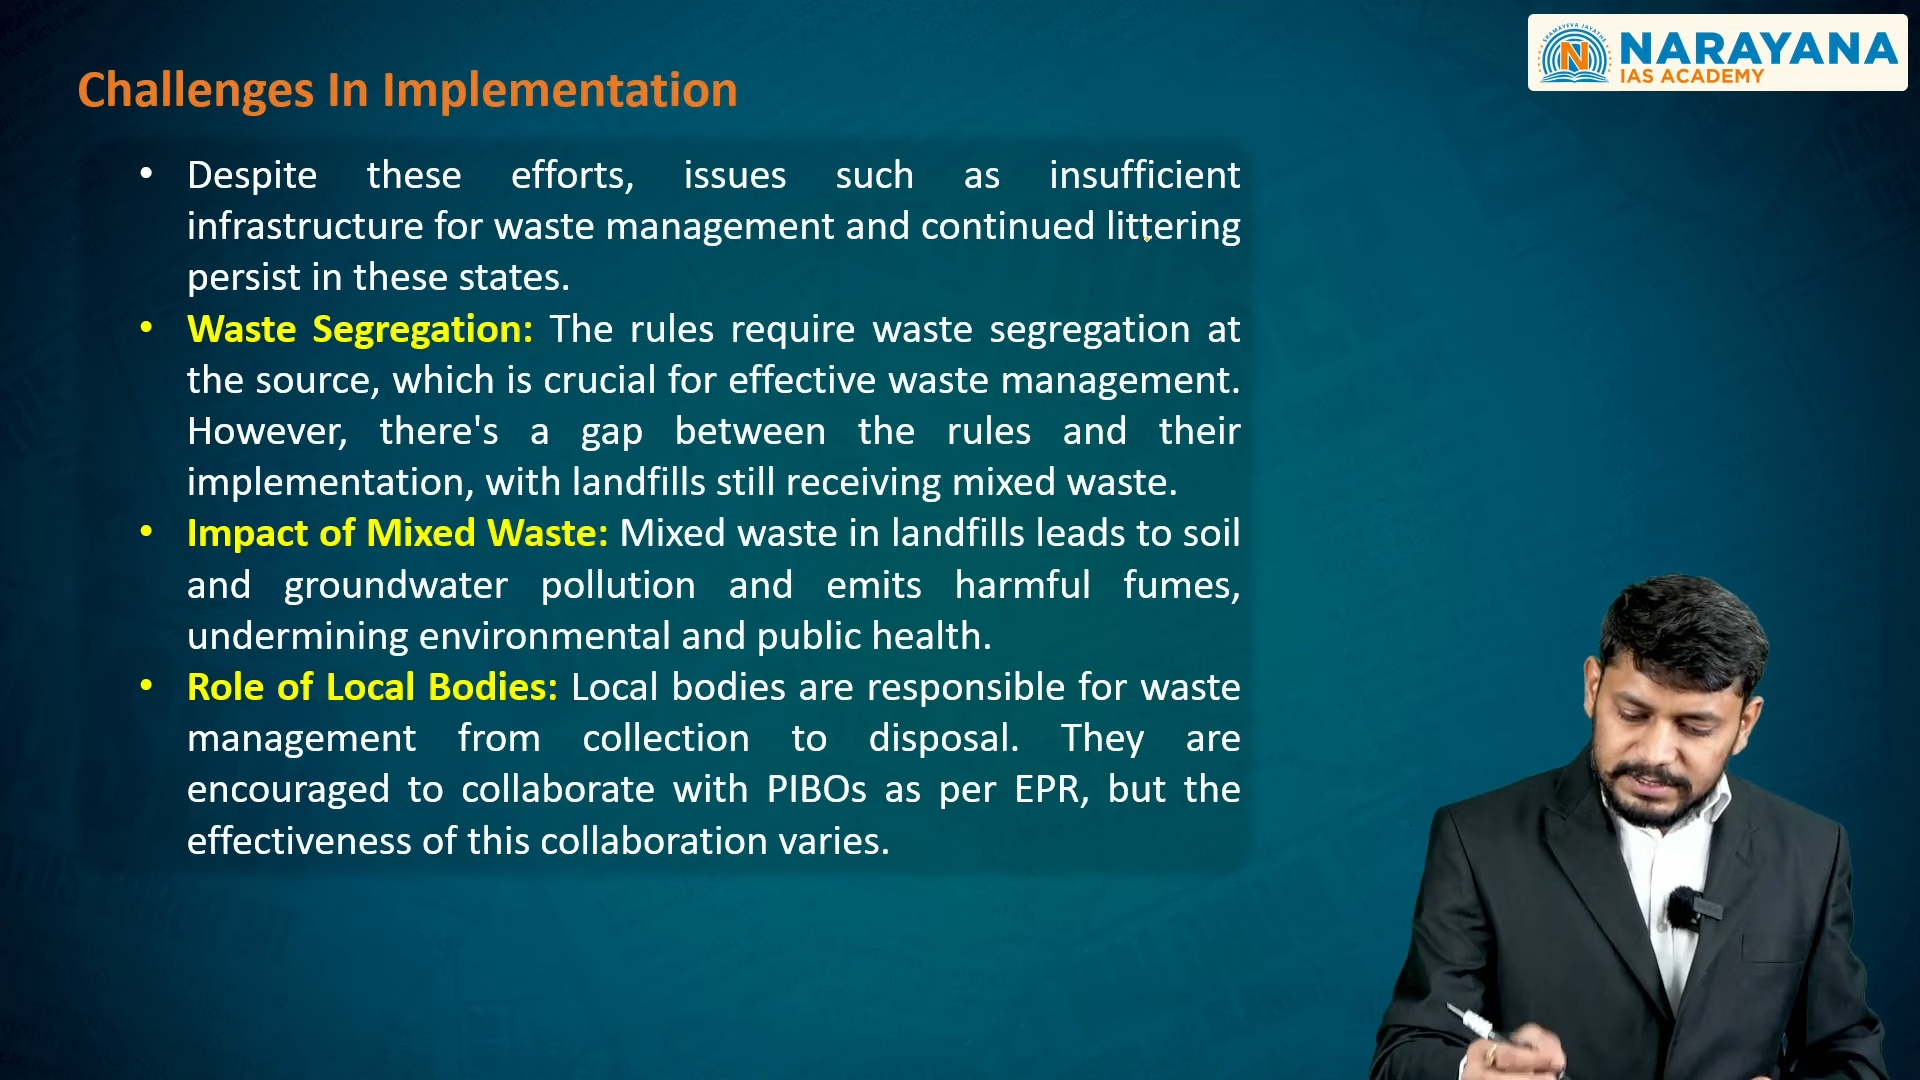 NARAYANA
IAS ACADEMY
Challenges In Implementation
• Despite these efforts, issues such as insufficient
infrastructure for waste management and continued littering
persist in these states.
• Waste Segregation: The rules require waste segregation at
the source, which is crucial for effective waste management.
However, there's a gap between the rules and their
implementation, with landfills still receiving mixed waste.
• Impact of Mixed Waste: Mixed waste in landfills leads to soil
and groundwater pollution and emits harmful fumes,
undermining environmental and public health.
• Role of Local Bodies: Local bodies are responsible for waste
management from collection to disposal. They are
encouraged to collaborate with PIBOs as per EPR, but the
effectiveness of this collaboration varies.